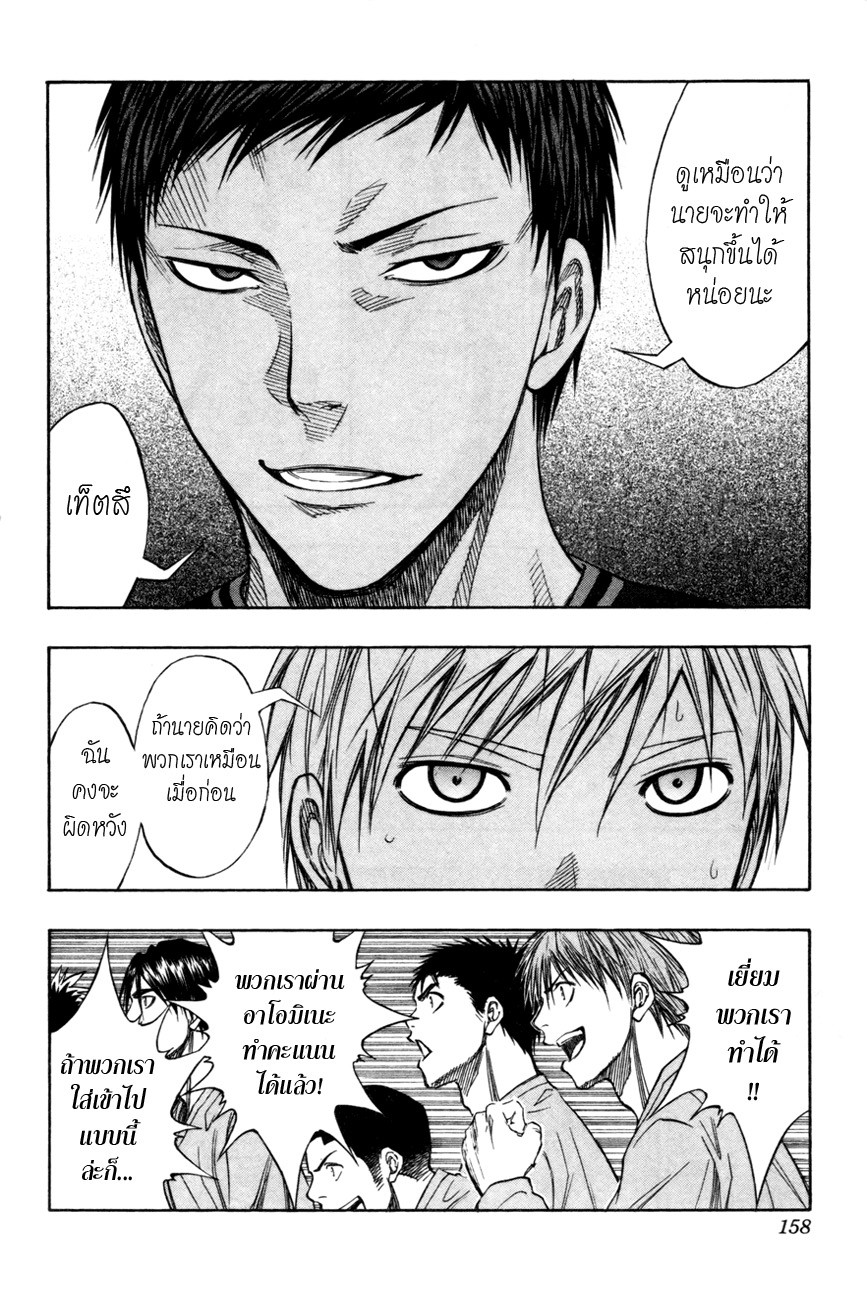 ดูเหมือนว่า
นายจะทำให้
สนุกขึ้นได้
หน่อยนะ
เท็ตสึ
ถ้านายคิดว่า
พวกเราเหมือน
เมื่อก่อน
ฉัน
คงจะ
ผิดหวัง
เยี่ยม
พวกเรา
ทำได้
!!
พวกเราผ่าน
อาโอมิเนะ
ทำคะแนน
ได้แล้ว!
ถ้าพวกเรา
ใส่เข้าไป
แบบนี้
ล่ะก็...
158